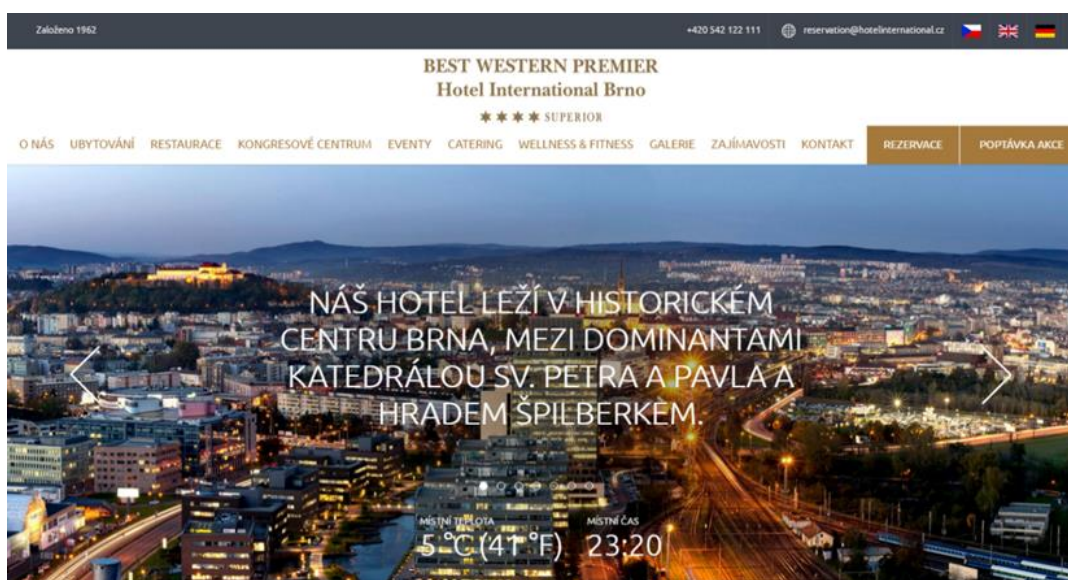 Založeno 1962
+420 542 122 111
reservation@hotelinternational.cz
BEST WESTERN PREMIER
Hotel International Brno
★★★★ SUPERIOR
O NÁS UBYTOVÁNÍ RESTAURACE KONGRESOVÉ CENTRUM EVENTY CATERING WELLNESS & FITNESS GALERIE ZAJÍMAVOSTI KONTAKT REZERVACE POPTÁVKA AKCE
NÁŠ HOTEL LEŽÍ V HISTORICKÉM
CENTRU BRNA, MEZI DOMINANTAMI
KATEDRÁLOU SV. PETRA A PAVLA A
HRADEM ŠPILBERKEM.
MÍSTNÍ TEPLOTA
5 °C (41 °F)
MÍSTNÍ ČAS
23:20